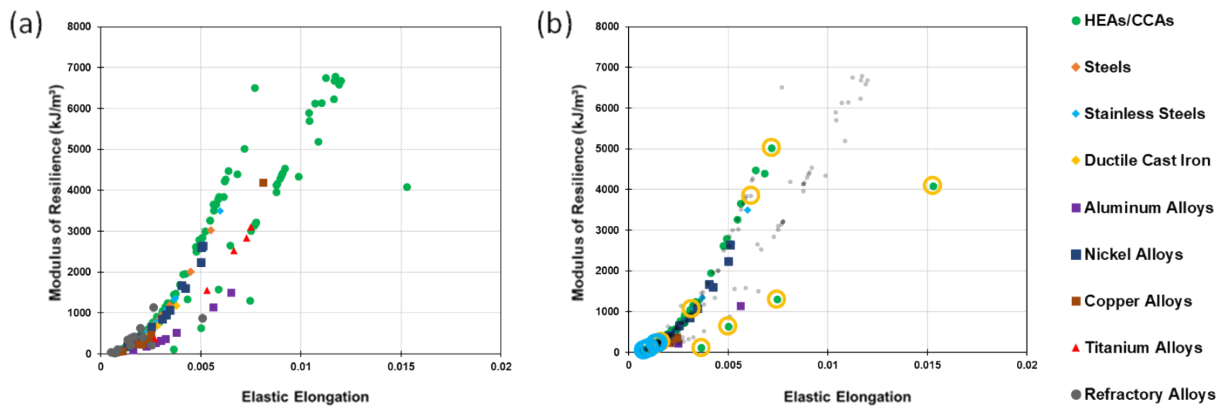 (a)
Modulus of Resilience (kJ/m³)
8000
7000
6000
5000
4000
3000
2000
1000
0
0
0.005
0.01
0.015
0.02
Elastic Elongation
(b)
Modulus of Resilience (kJ/m³)
8000
7000
6000
5000
4000
3000
2000
1000
0
0
0.005
0.01
0.015
0.02
Elastic Elongation
HEAs/CCAs
Steels
Stainless Steels
Ductile Cast Iron
Aluminum Alloys
Nickel Alloys
Copper Alloys
Titanium Alloys
Refractory Alloys